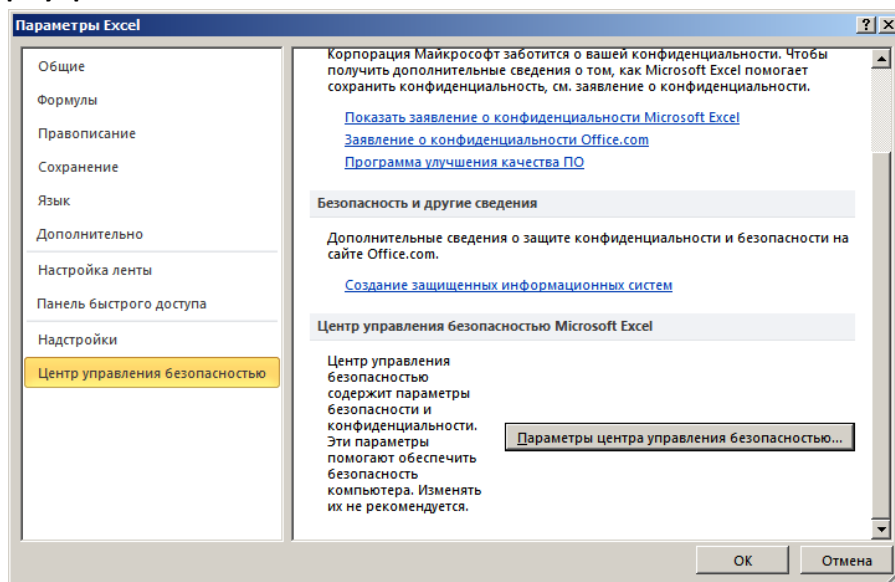 Параметры Excel
Общие
Формулы
Правописание
Сохранение
Язык
Дополнительно
Настройка ленты
Панель быстрого доступа
Надстройки
Центр управления безопасностью
Корпорация Майкрософт заботится о вашей конфиденциальности. Чтобы
получить дополнительные сведения о том, как Microsoft Excel помогает
сохранить конфиденциальность, см. заявление о конфиденциальности.
Показать заявление о конфиденциальности Microsoft Excel
Заявление о конфиденциальности Office.com
Программа улучшения качества ПО
Безопасность и другие сведения
Дополнительные сведения о защите конфиденциальности и безопасности на
сайте Office.com.
Создание защищенных информационных систем
Центр управления безопасностью Microsoft Excel
Центр управления
безопасностью
содержит параметры
безопасности и
конфиденциальности.
Эти параметры
помогают обеспечить
безопасность
компьютера. Изменять
их не рекомендуется.
Параметры центра управления безопасностью...
ОК
Отмена